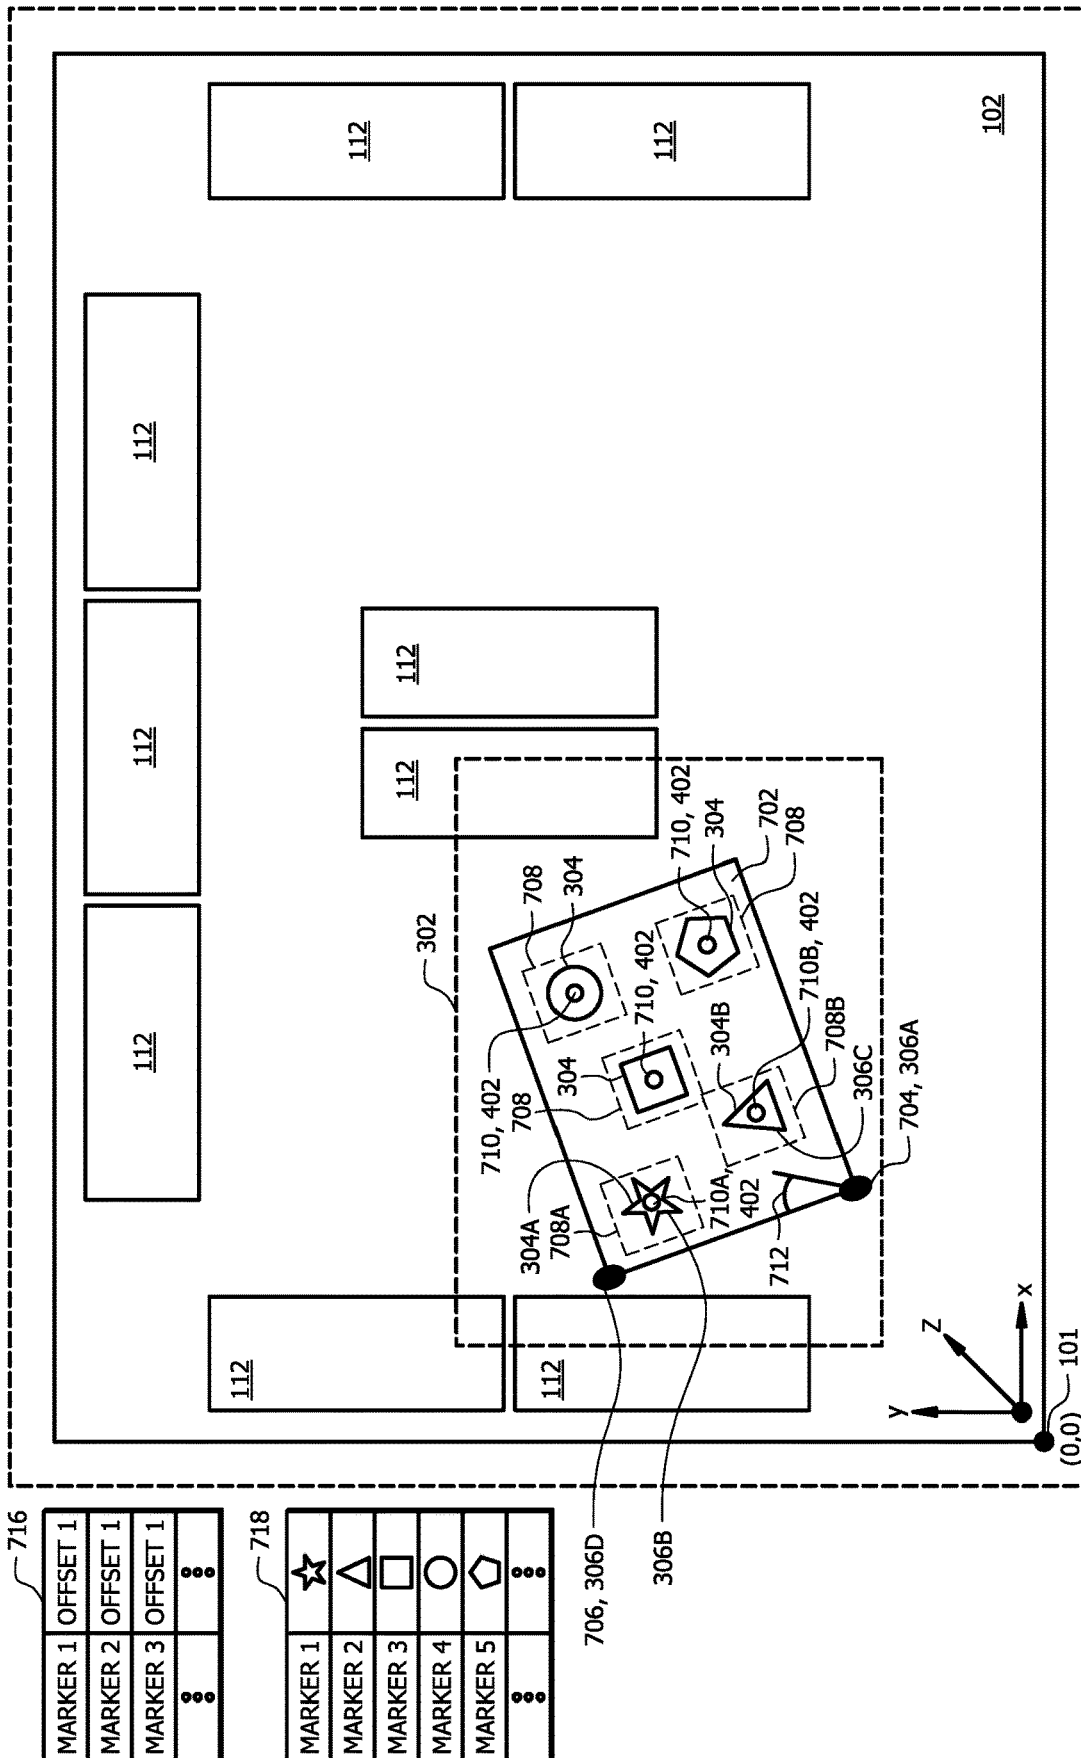 716
MARKER 1 OFFSET 1
MARKER 2 OFFSET 1
MARKER 3 OFFSET 1
718
MARKER 1
MARKER 2
MARKER 3
MARKER 4
MARKER 5
706, 306D
306B
112
112
112
112
112
112
112
112
112
302
710, 402
708
304
708
304
304A
708A
710, 402
710A,
402
304B
710, 402
304
702
708
710B, 402
708B
306C
712
704, 306A
102
y
Z
x
101
(0,0)